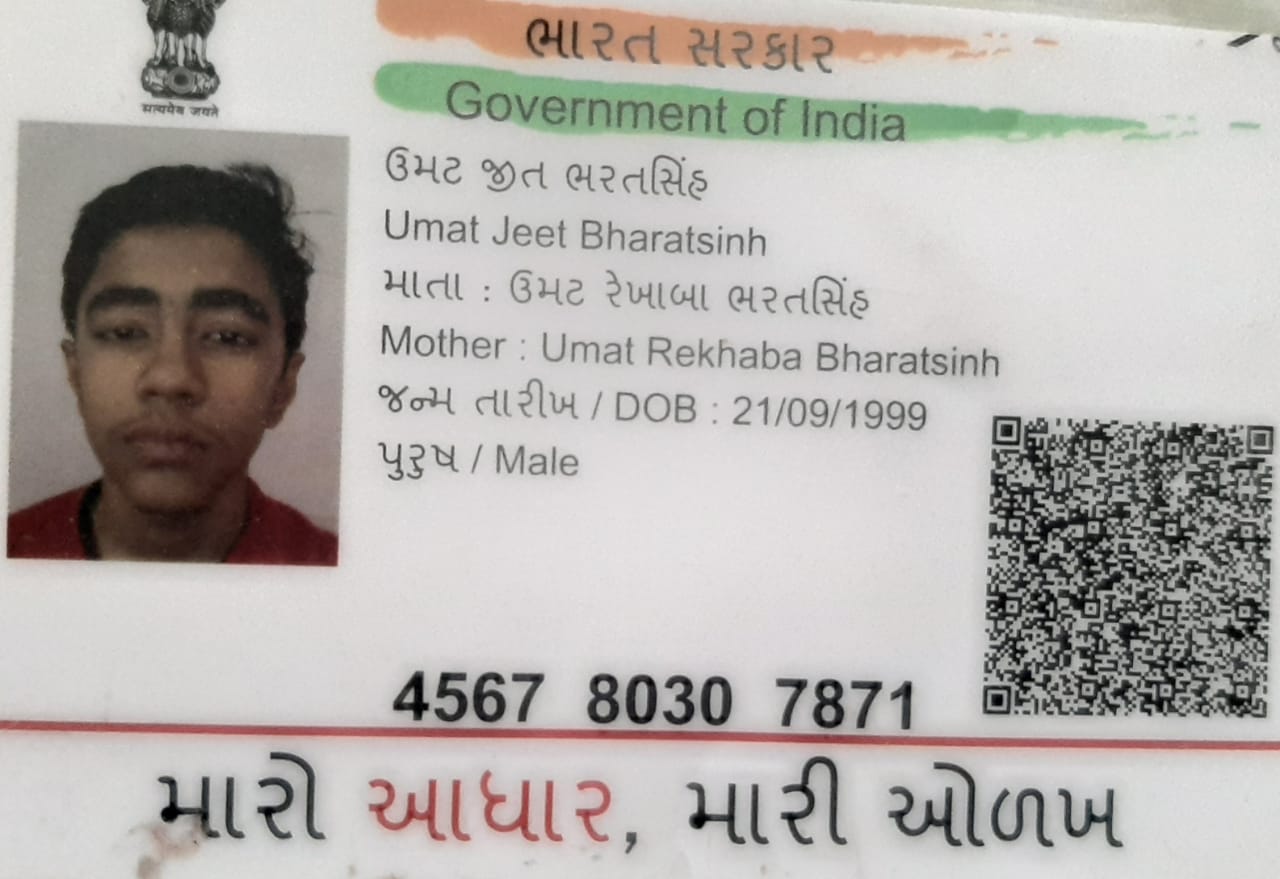 सत्यमेव जयते
ભારત સરકાર
Government of India
ઉમટ જીત ભરતસિંહ
Umat Jeet Bharatsinh
માતા : ઉમટ રેખાબા ભરતસિંહ
Mother : Umat Rekhaba Bharatsinh
જન્મ તારીખ / DOB : 21/09/1999
પુરુષ / Male
4567 8030 7871
મારો આધાર, મારી ઓળખ